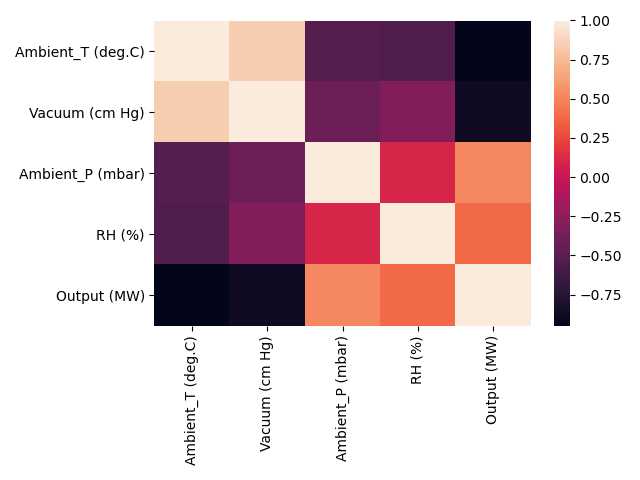 Ambient_T (deg.C)
Vacuum (cm Hg)
Ambient_P (mbar)
RH (%)
Output (MW)
Ambient_T (deg.C)
Vacuum (cm Hg)
Ambient_P (mbar)
RH (%)
Output (MW)
1.00
0.75
0.50
0.25
0.00
−0.25
−0.50
−0.75